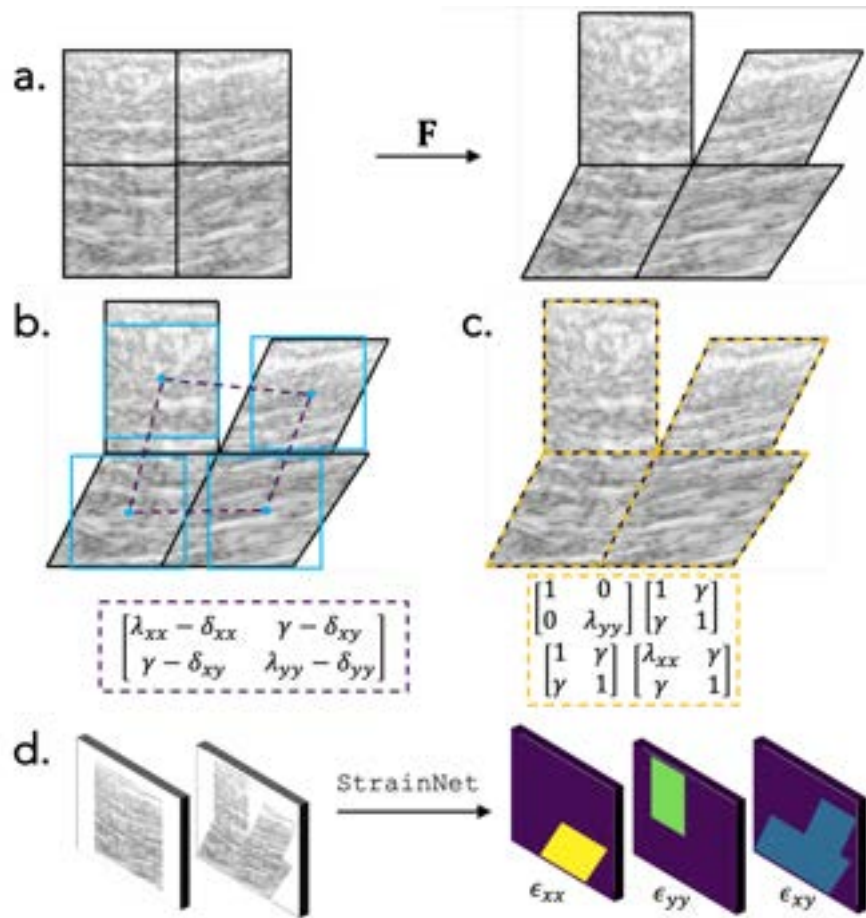 a.
F
b.
c.
[λxx − δxx γ − δxy]
[γ − δxy λyy − δyy]
[1 0] [1 γ]
[0 λyy] [γ 1]
[1 γ] [λxx γ]
[γ 1] [γ 1]
d.
StrainNet
ϵxx
ϵyy
ϵxy